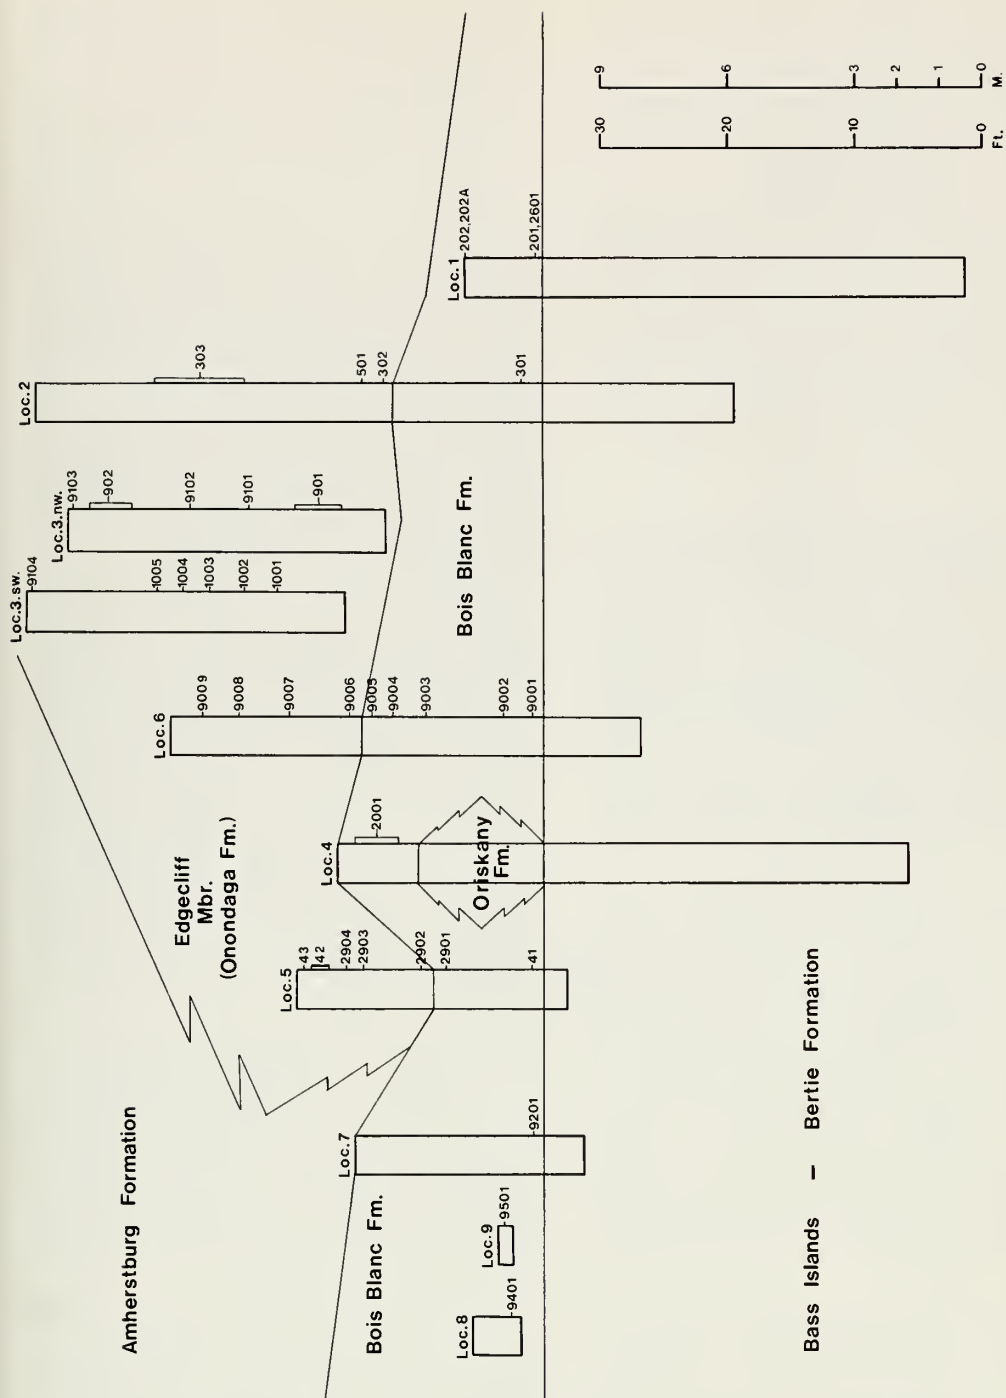 Amherstburg Formation
Edgecliff
Mbr.
(Onondaga Fm.)
Bois Blanc Fm.
Bois Blanc Fm.
Oriskany
Fm.
Bass Islands – Bertie Formation
Loc.8
-9401
Loc.9
-9501
Loc.7
-9201
Loc.5
-43
-42
-2904
-2903
-2902
-2901
-41
Loc.4
-2001
Loc.6
-9009
-9008
-9007
-9006
-9005
-9004
-9003
-9002
-9001
Loc.3.sw.
-9104
-1005
-1004
-1003
-1002
-1001
Loc.3.nw.
-9103
-902
-9102
-9101
-901
Loc.2
-303
-501
-302
-301
Loc.1
-202,202A
-201,2601
30
20
10
0
Ft.
9
6
3
2
1
0
M.